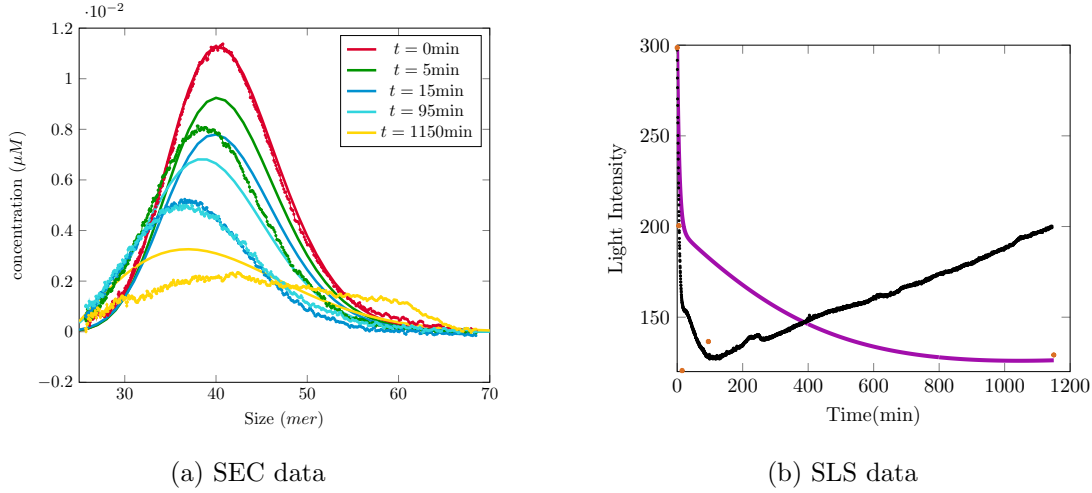 ·10−2
1.2
1
0.8
0.6
0.4
0.2
0
−0.2
concentration (μM)
30 40 50 60 70
Size (mer)
t = 0min
t = 5min
t = 15min
t = 95min
t = 1150min
(a) SEC data
300
250
200
150
Light Intensity
0 200 400 600 800 1000 1200
Time(min)
(b) SLS data